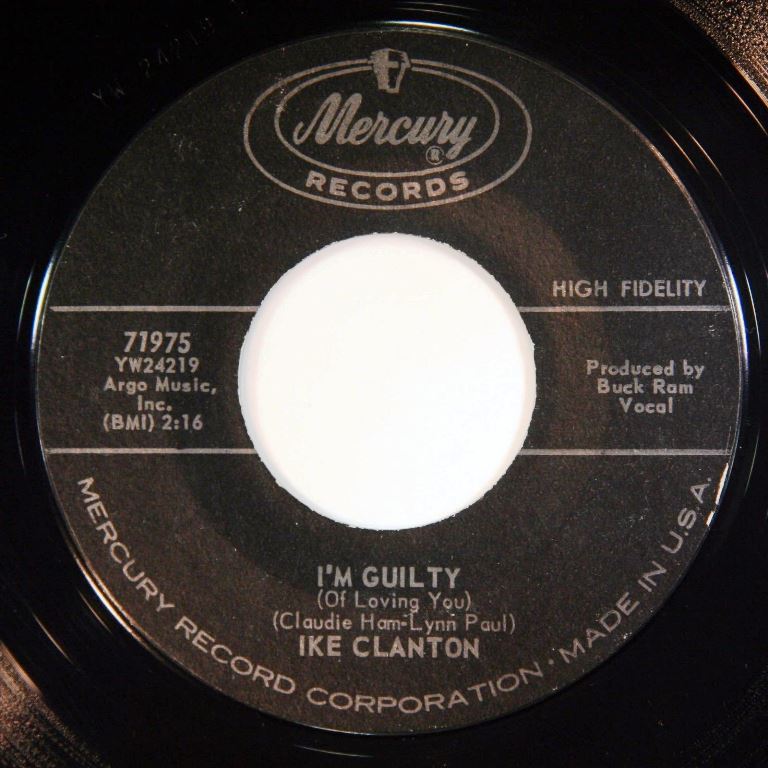 Mercury
®
RECORDS
HIGH FIDELITY
71975
YW24219
Argo Music,
Inc.
(BMI) 2:16
Produced by
Buck Ram
Vocal
I'M GUILTY
(Of Loving You)
(Claudie Ham-Lynn Paul)
IKE CLANTON
MERCURY RECORD CORPORATION · MADE IN U.S.A.